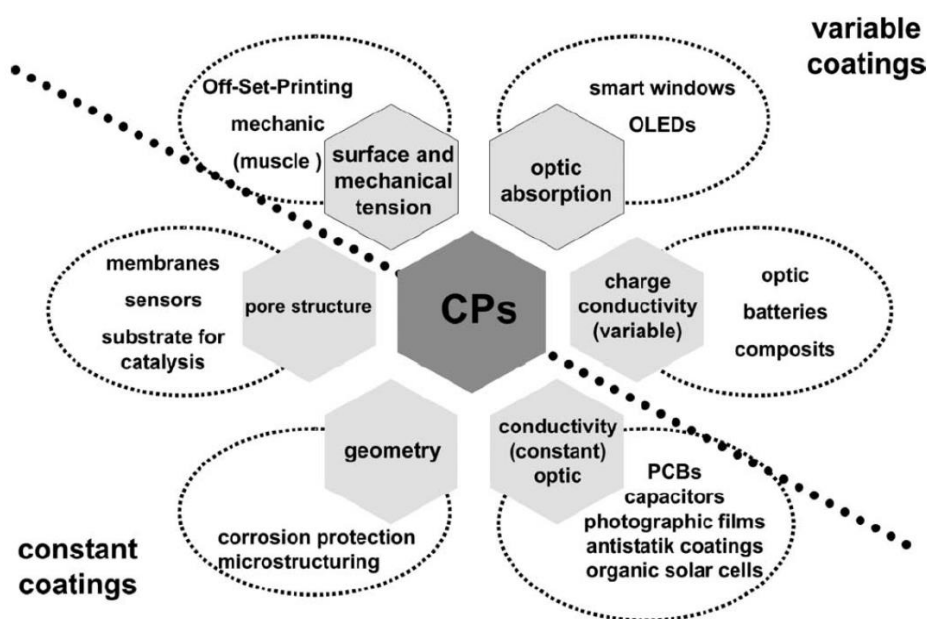 variable
coatings
Off-Set-Printing
mechanic
(muscle )
surface and
mechanical
tension
smart windows
OLEDs
optic
absorption
membranes
sensors
substrate for
catalysis
pore structure
CPs
charge
conductivity
(variable)
optic
batteries
composits
geometry
corrosion protection
microstructuring
conductivity
(constant)
optic
PCBs
capacitors
photographic films
antistatik coatings
organic solar cells
constant
coatings